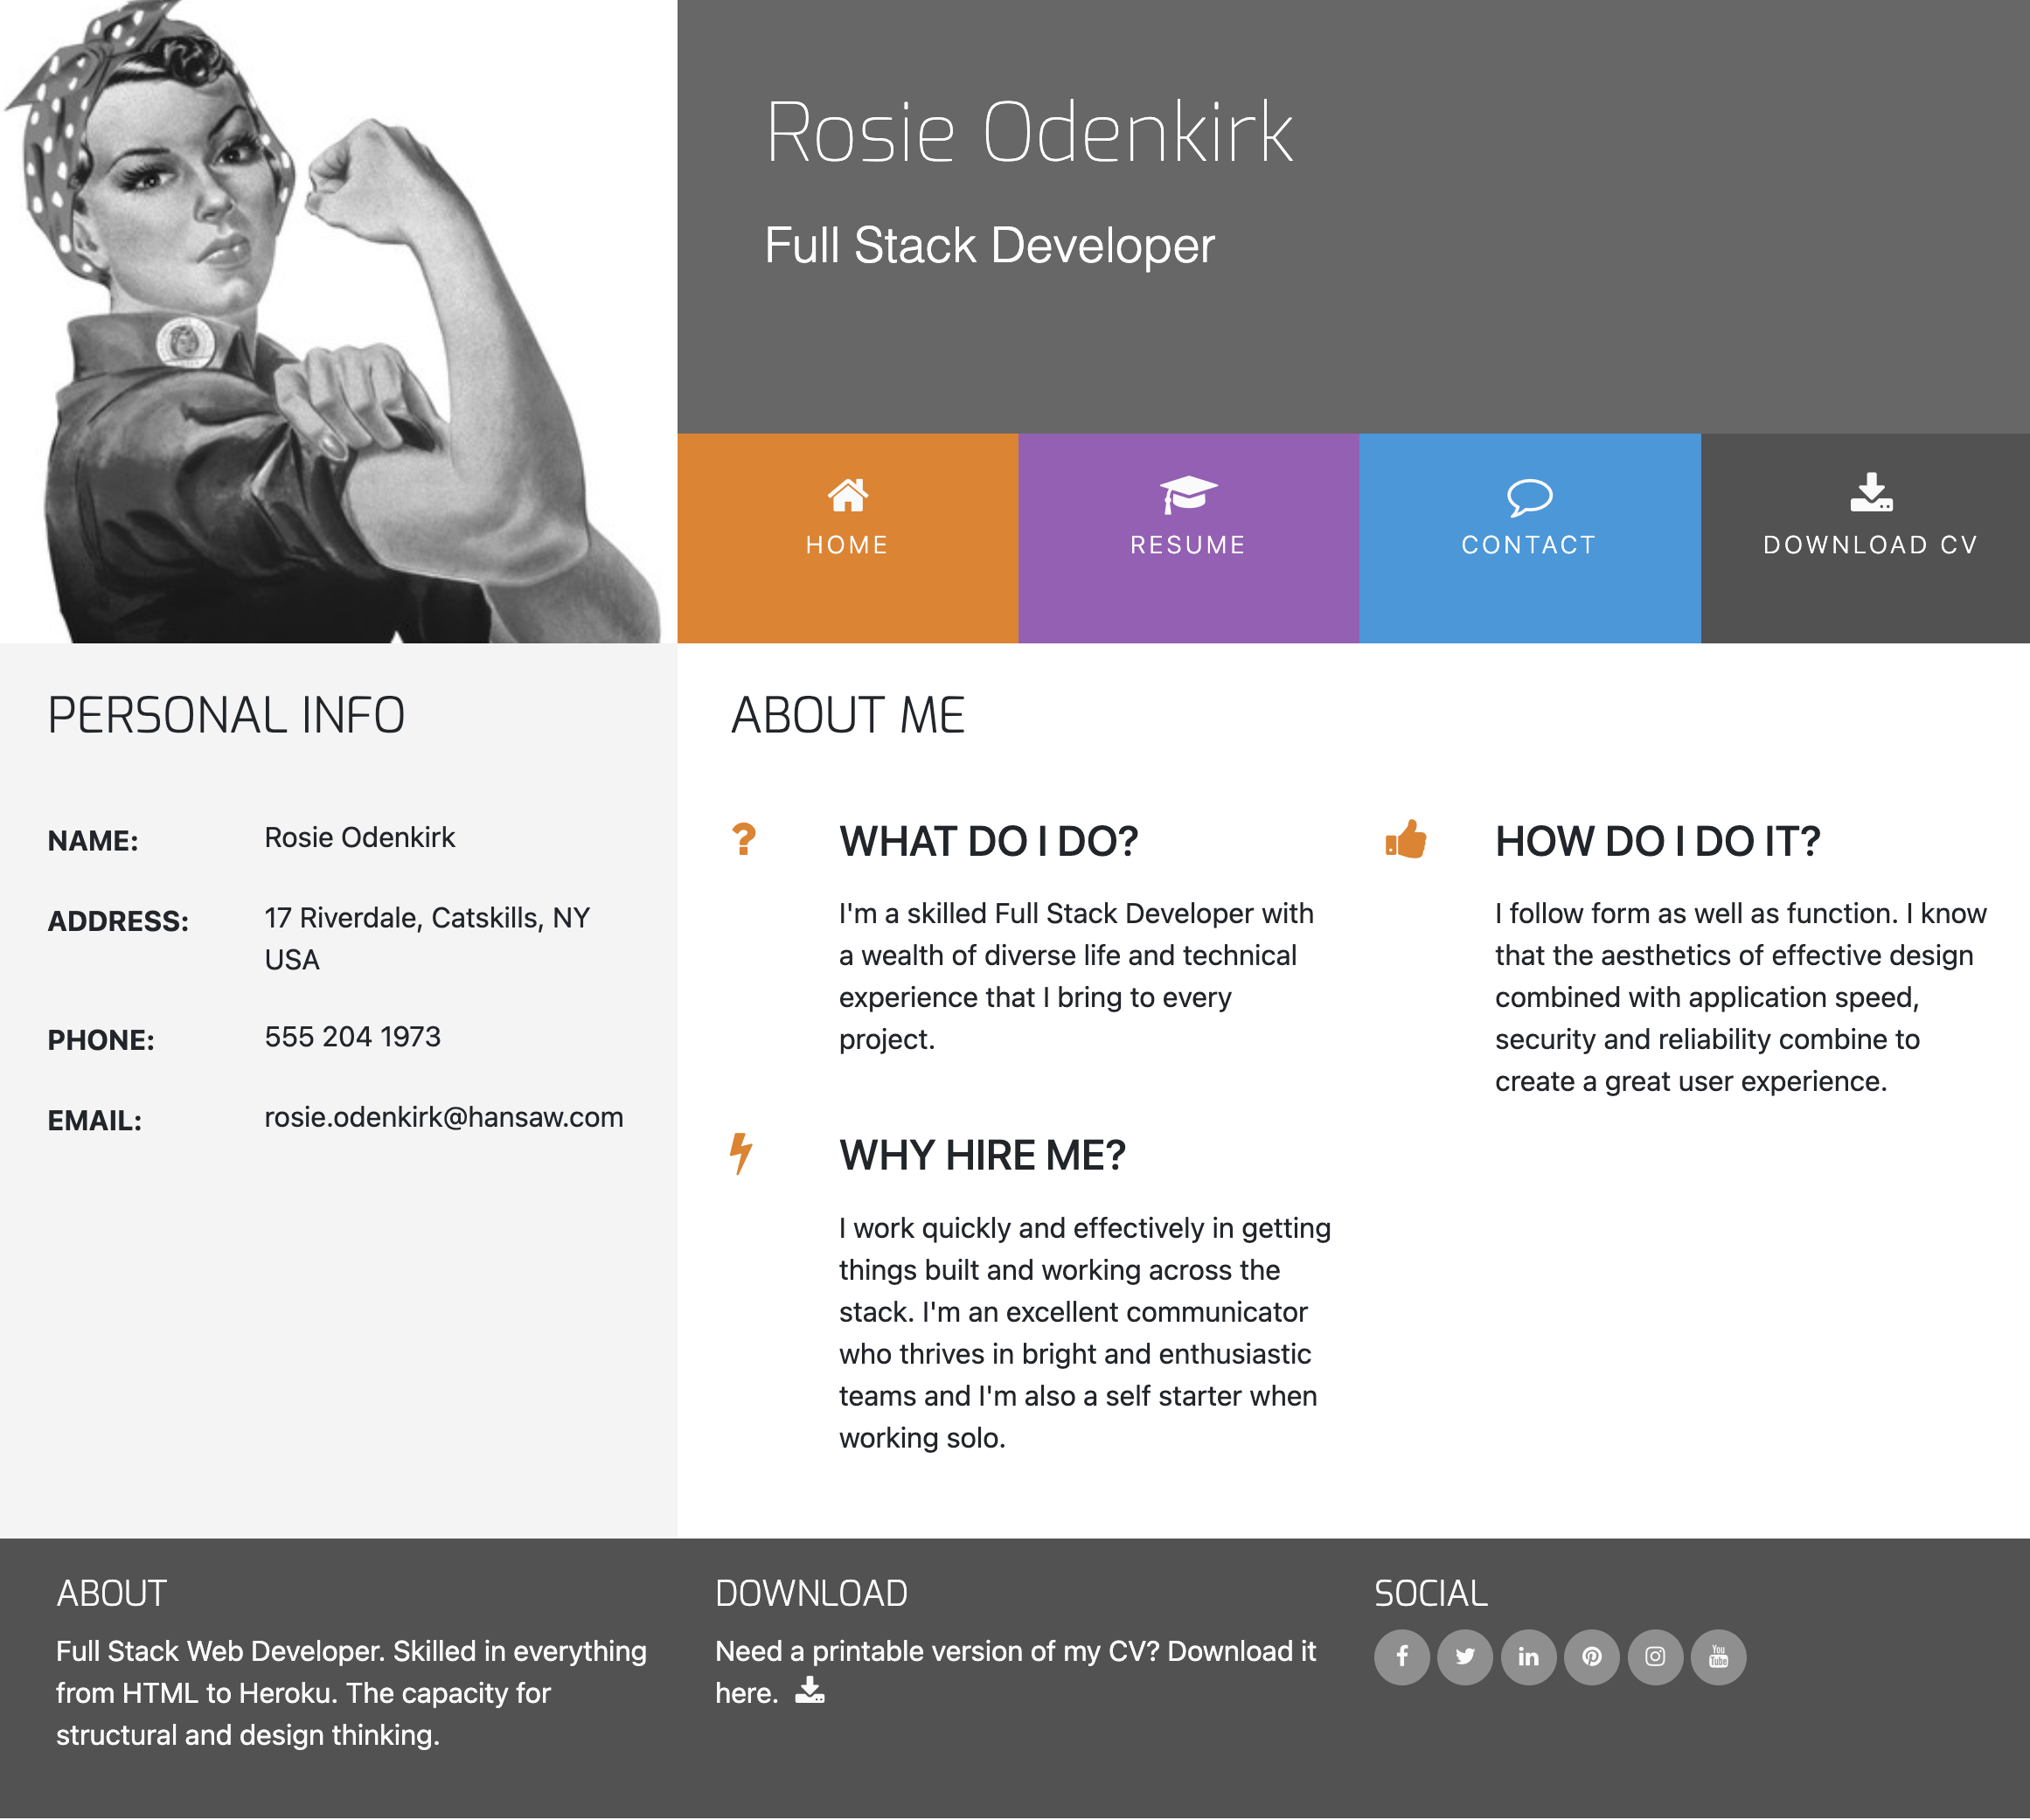 Rosie Odenkirk
Full Stack Developer
HOME
RESUME
CONTACT
DOWNLOAD CV
PERSONAL INFO
NAME:
Rosie Odenkirk
ADDRESS:
17 Riverdale, Catskills, NY
USA
PHONE:
555 204 1973
EMAIL:
rosie.odenkirk@hansaw.com
ABOUT ME
?
WHAT DO I DO?
I'm a skilled Full Stack Developer with
a wealth of diverse life and technical
experience that I bring to every
project.
HOW DO I DO IT?
I follow form as well as function. I know
that the aesthetics of effective design
combined with application speed,
security and reliability combine to
create a great user experience.
WHY HIRE ME?
I work quickly and effectively in getting
things built and working across the
stack. I'm an excellent communicator
who thrives in bright and enthusiastic
teams and I'm also a self starter when
working solo.
ABOUT
Full Stack Web Developer. Skilled in everything
from HTML to Heroku. The capacity for
structural and design thinking.
DOWNLOAD
Need a printable version of my CV? Download it
here.
SOCIAL
f
in
You
Tube